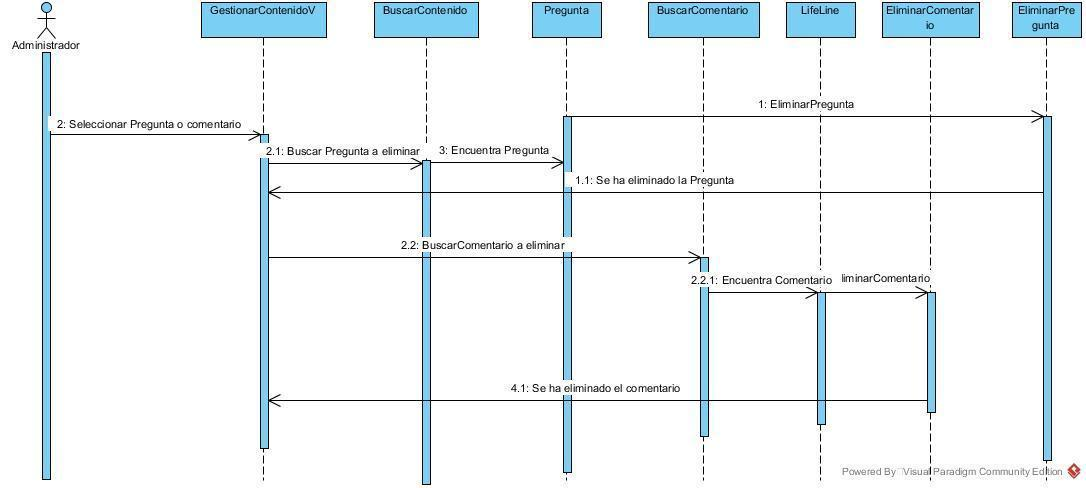 GestionarContenidoV
BuscarContenido
Pregunta
BuscarComentario
LifeLine
EliminarComentar
io
EliminarPre
gunta
Administrador
1: EliminarPregunta
2: Seleccionar Pregunta o comentario
2.1: Buscar Pregunta a eliminar
3: Encuentra Pregunta
1.1: Se ha eliminado la Pregunta
2.2: BuscarComentario a eliminar
2.2.1: Encuentra Comentario
liminarComentario
4.1: Se ha eliminado el comentario
Powered By Visual Paradigm Community Edition